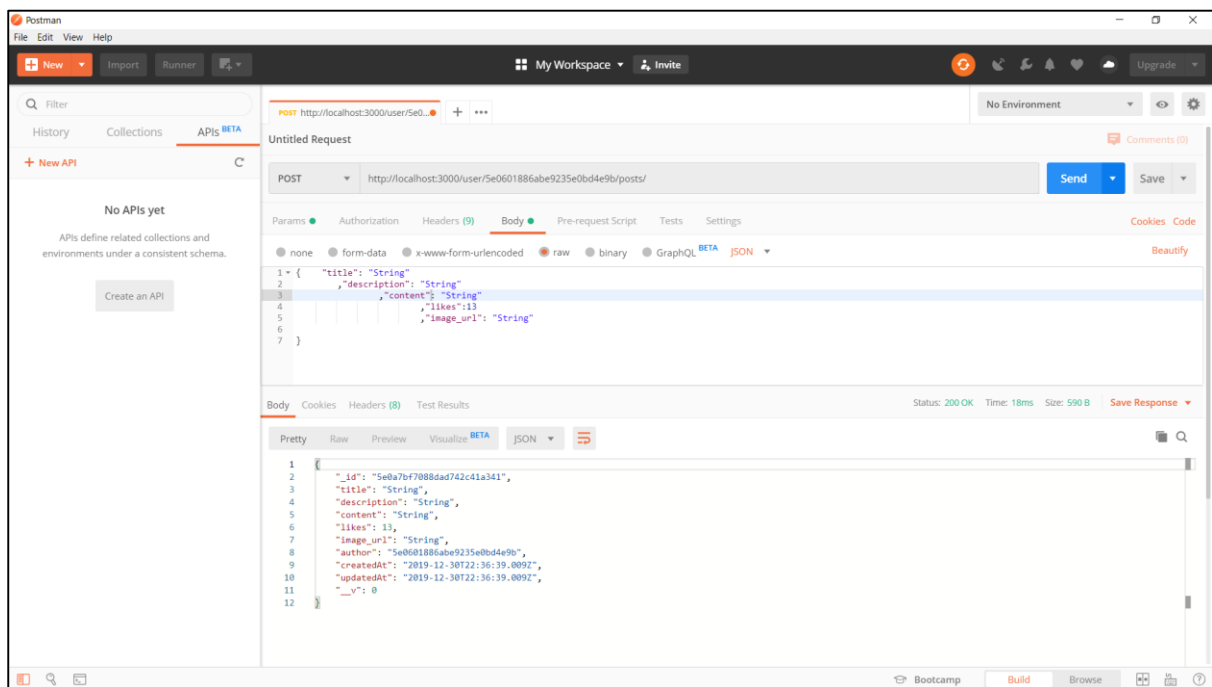 Postman
File Edit View Help
New Import Runner My Workspace Invite Upgrade
Filter
History Collections APIs BETA
+ New API
No APIs yet
APIs define related collections and
environments under a consistent schema.
Create an API
POST http://localhost:3000/user/5e0... + ••• No Environment
Untitled Request Comments (0)
POST http://localhost:3000/user/5e0601886abe9235e0bd4e9b/posts/ Send Save
Params Authorization Headers (9) Body Pre-request Script Tests Settings Cookies Code
none form-data x-www-form-urlencoded raw binary GraphQL BETA JSON Beautify
1 { "title": "String"
2 ,"description": "String"
3 ,"content": "String"
4 ,"likes":13
5 ,"image_url": "String"
6
7 }
Body Cookies Headers (8) Test Results Status: 200 OK Time: 18ms Size: 590 B Save Response
Pretty Raw Preview Visualize BETA JSON
1 {
2 "_id": "5e0a7bf7088dad742c41a341",
3 "title": "String",
4 "description": "String",
5 "content": "String",
6 "likes": 13,
7 "image_url": "String",
8 "author": "5e0601886abe9235e0bd4e9b",
9 "createdAt": "2019-12-30T22:36:39.009Z",
10 "updatedAt": "2019-12-30T22:36:39.009Z",
11 "__v": 0
12 }
Bootcamp Build Browse